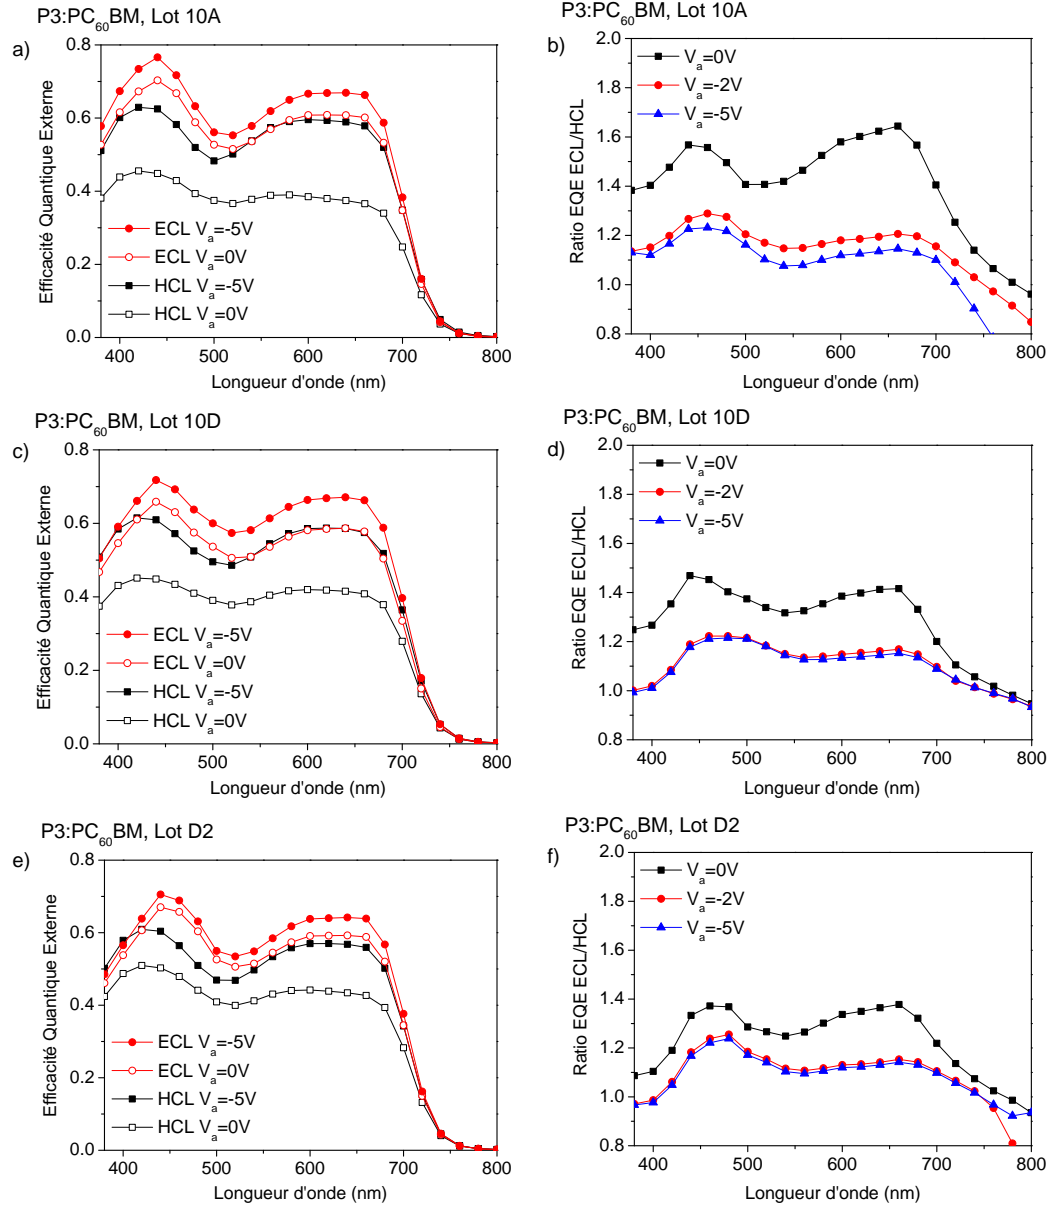 P3:PC60BM, Lot 10A
a)
Efficacité Quantique Externe
0.8
0.6
0.4
0.2
0.0
ECL Va=-5V
ECL Va=0V
HCL Va=-5V
HCL Va=0V
400 500 600 700 800
Longueur d'onde (nm)
P3:PC60BM, Lot 10A
b)
Ratio EQE ECL/HCL
2.0
1.8
1.6
1.4
1.2
1.0
0.8
Va=0V
Va=-2V
Va=-5V
400 500 600 700 800
Longueur d'onde (nm)
P3:PC60BM, Lot 10D
c)
Efficacité Quantique Externe
0.8
0.6
0.4
0.2
0.0
ECL Va=-5V
ECL Va=0V
HCL Va=-5V
HCL Va=0V
400 500 600 700 800
Longueur d'onde (nm)
P3:PC60BM, Lot 10D
d)
Ratio EQE ECL/HCL
2.0
1.8
1.6
1.4
1.2
1.0
0.8
Va=0V
Va=-2V
Va=-5V
400 500 600 700 800
Longueur d'onde (nm)
P3:PC60BM, Lot D2
e)
Efficacité Quantique Externe
0.8
0.6
0.4
0.2
0.0
ECL Va=-5V
ECL Va=0V
HCL Va=-5V
HCL Va=0V
400 500 600 700 800
Longueur d'onde (nm)
P3:PC60BM, Lot D2
f)
Ratio EQE ECL/HCL
2.0
1.8
1.6
1.4
1.2
1.0
0.8
Va=0V
Va=-2V
Va=-5V
400 500 600 700 800
Longueur d'onde (nm)